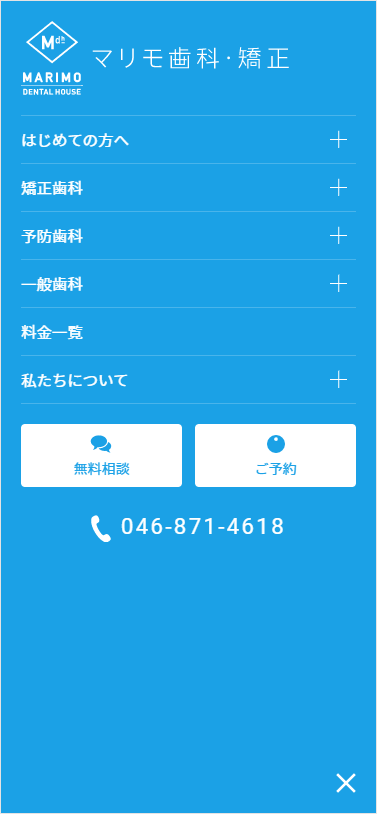 Mdh
MARIMO
DENTAL HOUSE
マリモ歯科・矯正
はじめての方へ
矯正歯科
予防歯科
一般歯科
料金一覧
私たちについて
無料相談
ご予約
046-871-4618